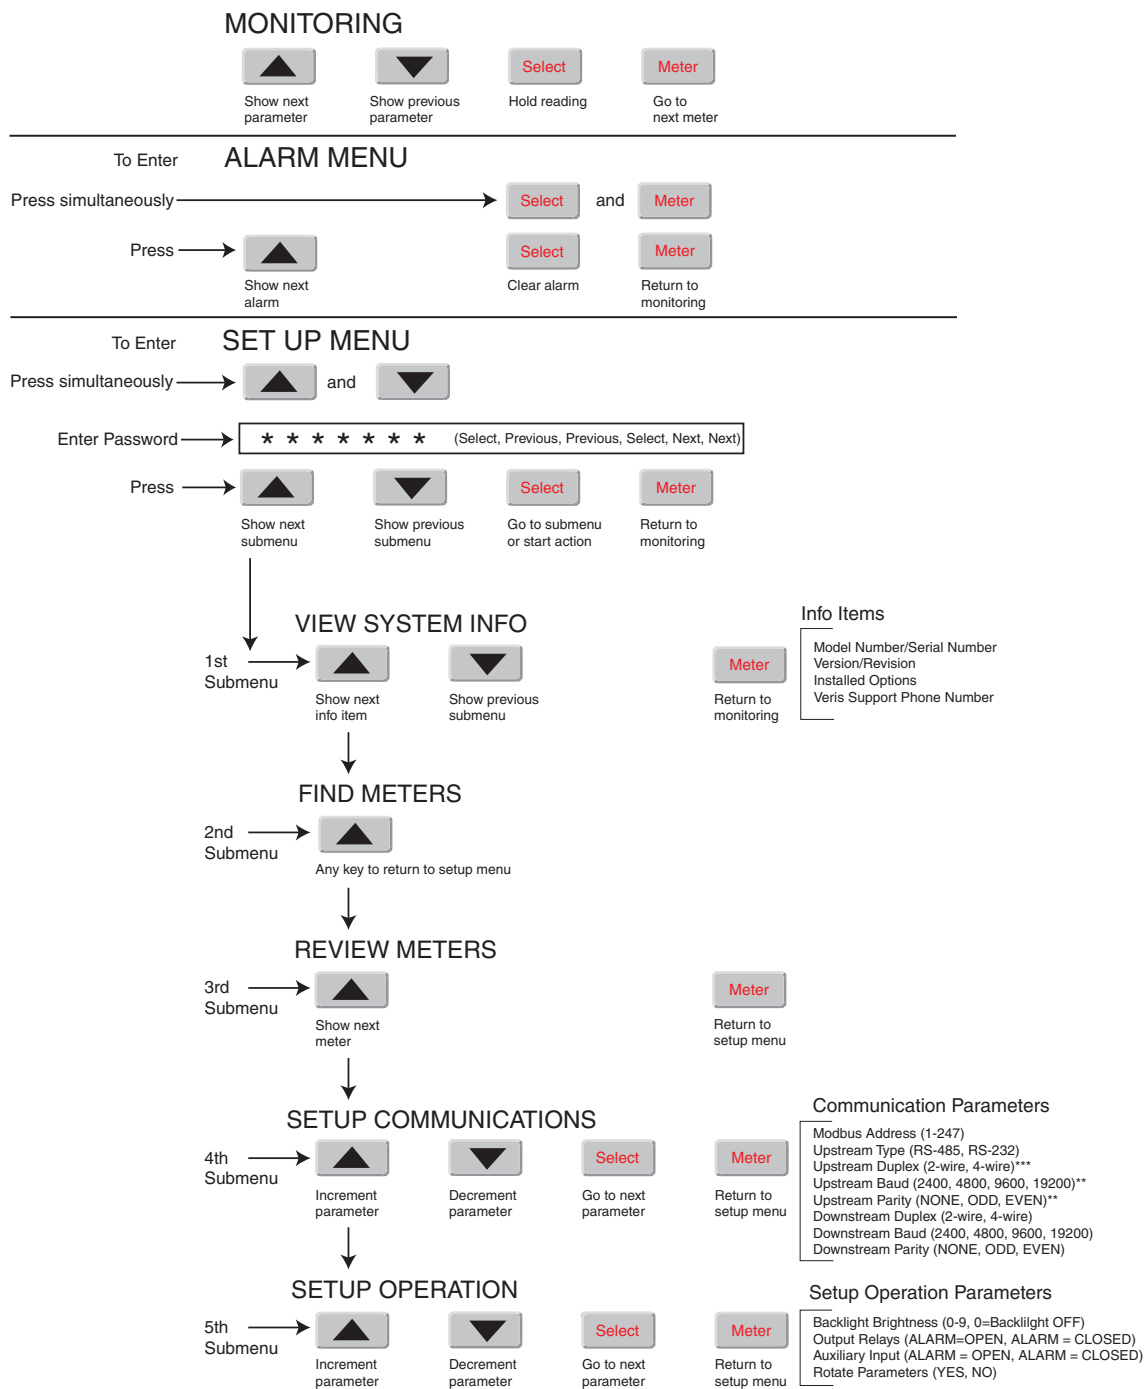 MONITORING
Select
Meter
Show next
parameter
Show previous
parameter
Hold reading
Go to
next meter
To Enter
ALARM MENU
Press simultaneously
Select
and
Meter
Press
Select
Meter
Show next
alarm
Clear alarm
Return to
monitoring
To Enter
SET UP MENU
Press simultaneously
and
Enter Password
* * * * * * *
(Select, Previous, Previous, Select, Next, Next)
Press
Select
Meter
Show next
submenu
Show previous
submenu
Go to submenu
or start action
Return to
monitoring
VIEW SYSTEM INFO
1st
Submenu
Meter
Show next
info item
Show previous
submenu
Return to
monitoring
Info Items
Model Number/Serial Number
Version/Revision
Installed Options
Veris Support Phone Number
FIND METERS
2nd
Submenu
Any key to return to setup menu
REVIEW METERS
3rd
Submenu
Meter
Show next
meter
Return to
setup menu
SETUP COMMUNICATIONS
4th
Submenu
Select
Meter
Increment
parameter
Decrement
parameter
Go to next
parameter
Return to
setup menu
Communication Parameters
Modbus Address (1-247)
Upstream Type (RS-485, RS-232)
Upstream Duplex (2-wire, 4-wire)***
Upstream Baud (2400, 4800, 9600, 19200)**
Upstream Parity (NONE, ODD, EVEN)**
Downstream Duplex (2-wire, 4-wire)
Downstream Baud (2400, 4800, 9600, 19200)
Downstream Parity (NONE, ODD, EVEN)
SETUP OPERATION
5th
Submenu
Select
Meter
Increment
parameter
Decrement
parameter
Go to next
parameter
Return to
setup menu
Setup Operation Parameters
Backlight Brightness (0-9, 0=Backlilght OFF)
Output Relays (ALARM=OPEN, ALARM = CLOSED)
Auxiliary Input (ALARM = OPEN, ALARM = CLOSED)
Rotate Parameters (YES, NO)